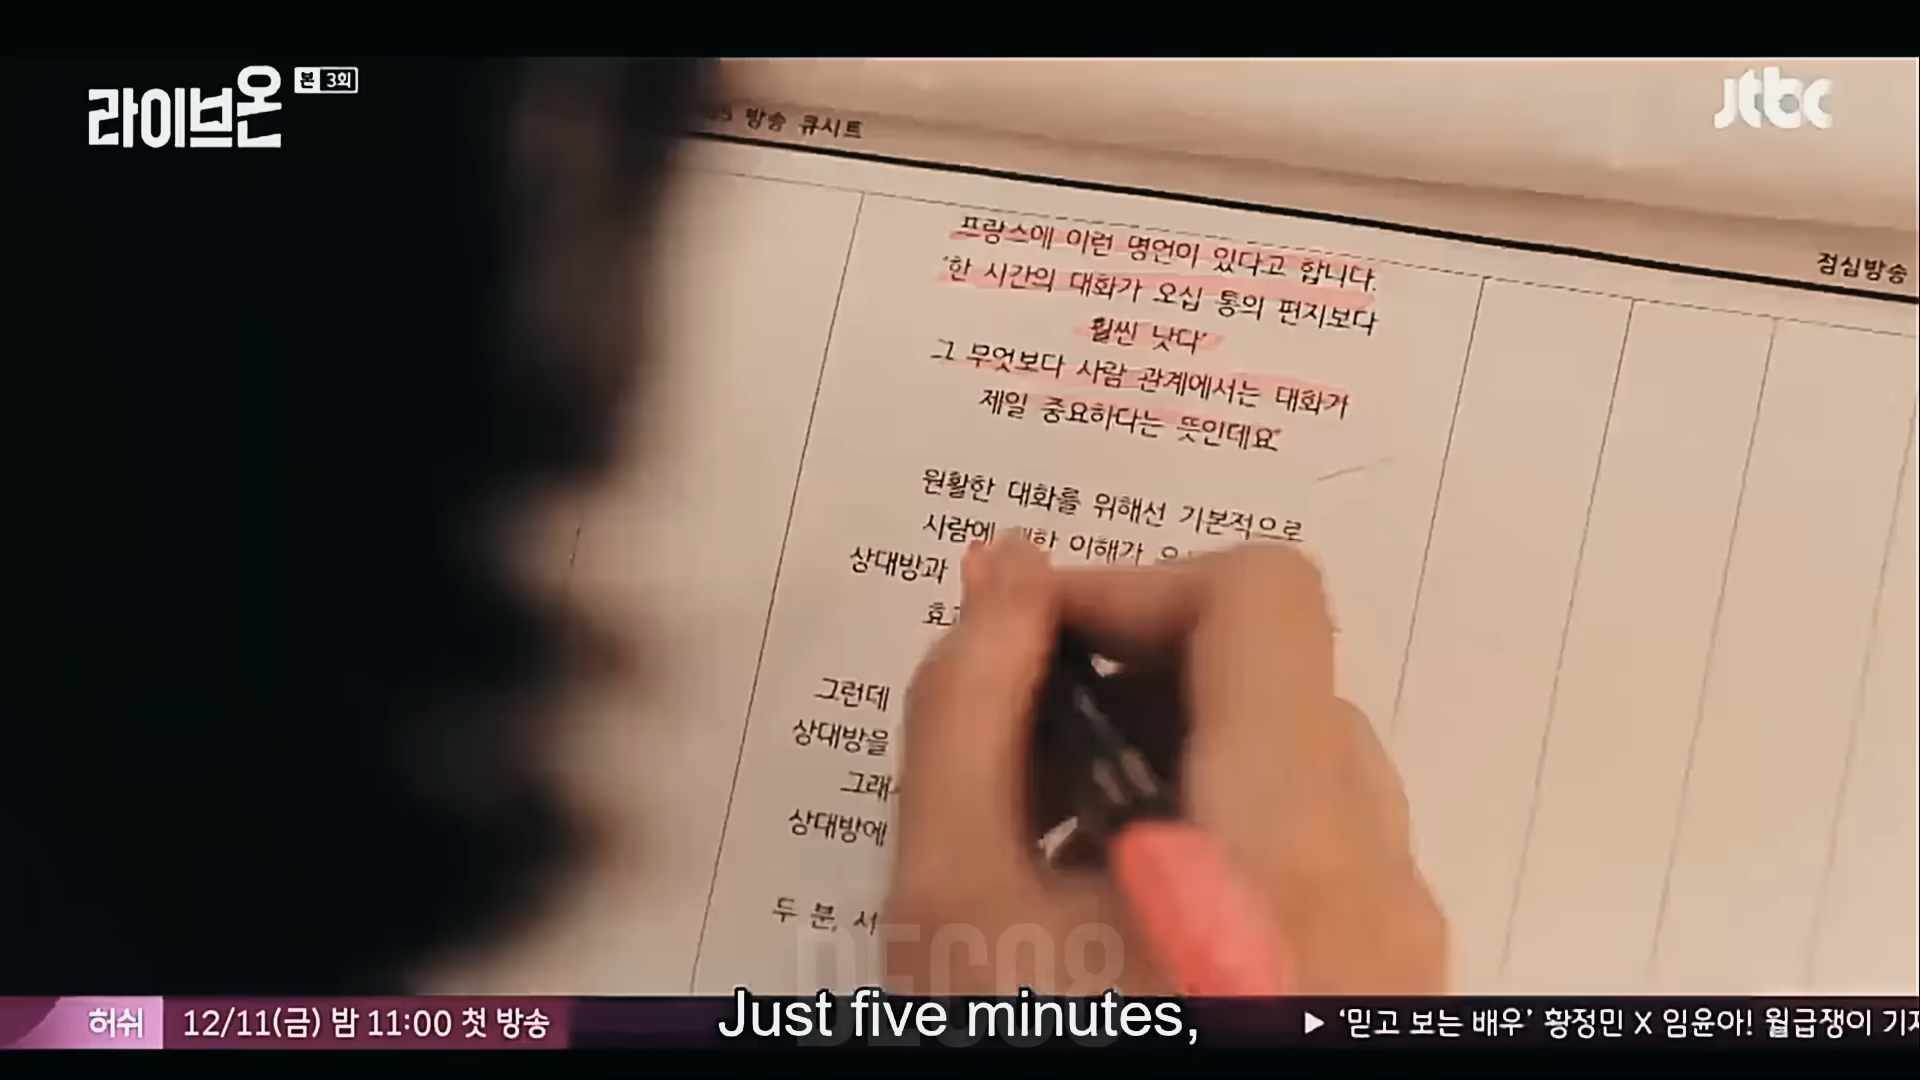 라이브온
본 3회
jtbc
방송 큐시트
점심방송
프랑스에 이런 명언이 있다고 합니다.
'한 시간의 대화가 오십 통의 편지보다
훨씬 낫다'
그 무엇보다 사람 관계에서는 대화가
제일 중요하다는 뜻인데요
원활한 대화를 위해선 기본적으로
사람에 이해가
상대방과
그런데
상대방을
상대방에
두 분, 서
DECO8
Just five minutes,
허쉬 12/11(금) 밤 11:00 첫 방송
▶ '믿고 보는 배우' 황정민 X 임윤아! 월급쟁이